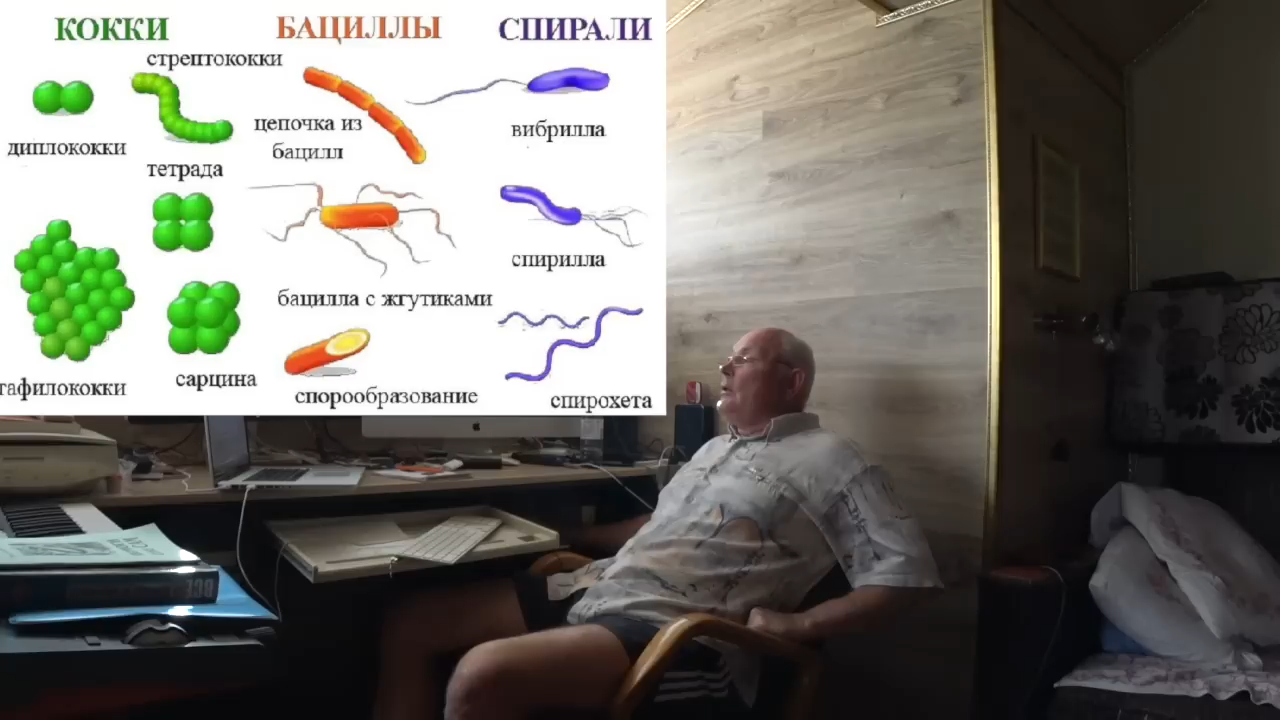 КОККИ
БАЦИЛЛЫ
СПИРАЛИ
стрептококки
диплококки
тетрада
тафилококки
сарцина
цепочка из
бацилл
бацилла с жгутиками
спорообразование
вибрилла
спирилла
спирохета